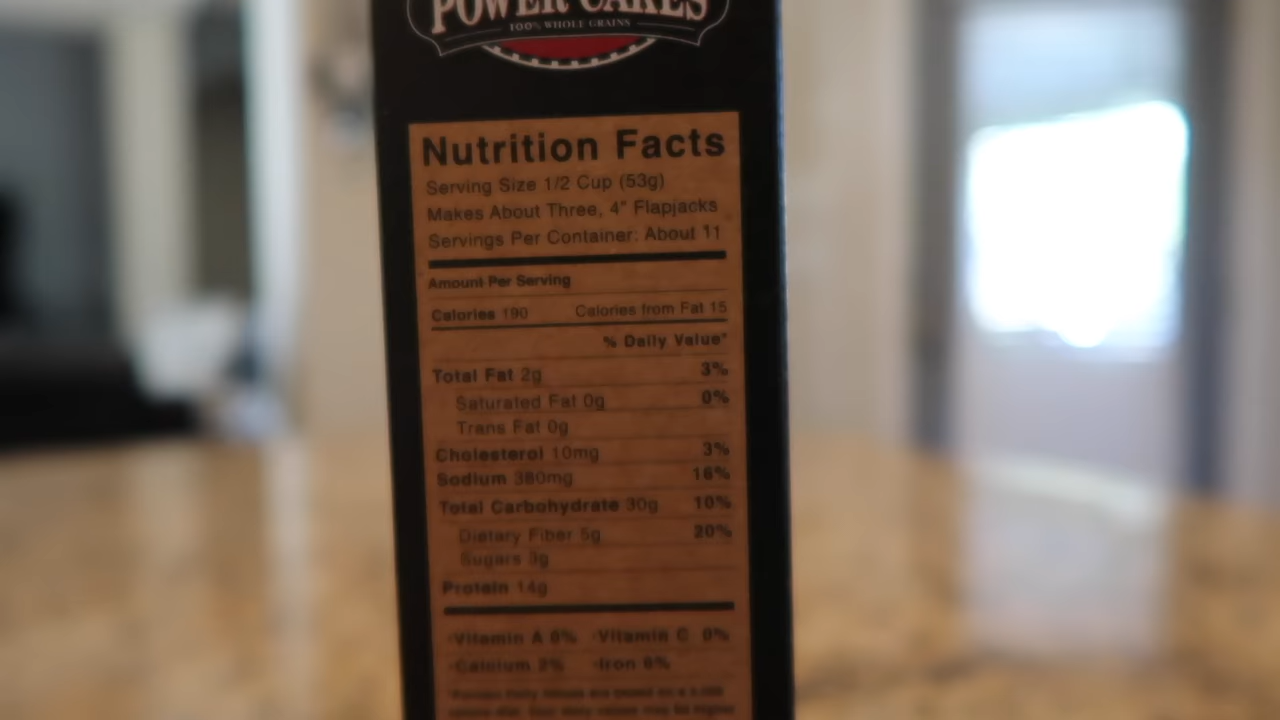 POWER CAKES
100% WHOLE GRAINS
Nutrition Facts
Serving Size 1/2 Cup (53g)
Makes About Three, 4" Flapjacks
Servings Per Container: About 11
Amount Per Serving
Calories 190 Calories from Fat 15
% Daily Value*
Total Fat 2g 3%
Saturated Fat 0g 0%
Trans Fat 0g
Cholesterol 10mg 3%
Sodium 380mg 16%
Total Carbohydrate 30g 10%
Dietary Fiber 5g 20%
Sugars 3g
Protein 14g
·Vitamin A 0% ·Vitamin C 0%
·Calcium 2% ·Iron 6%